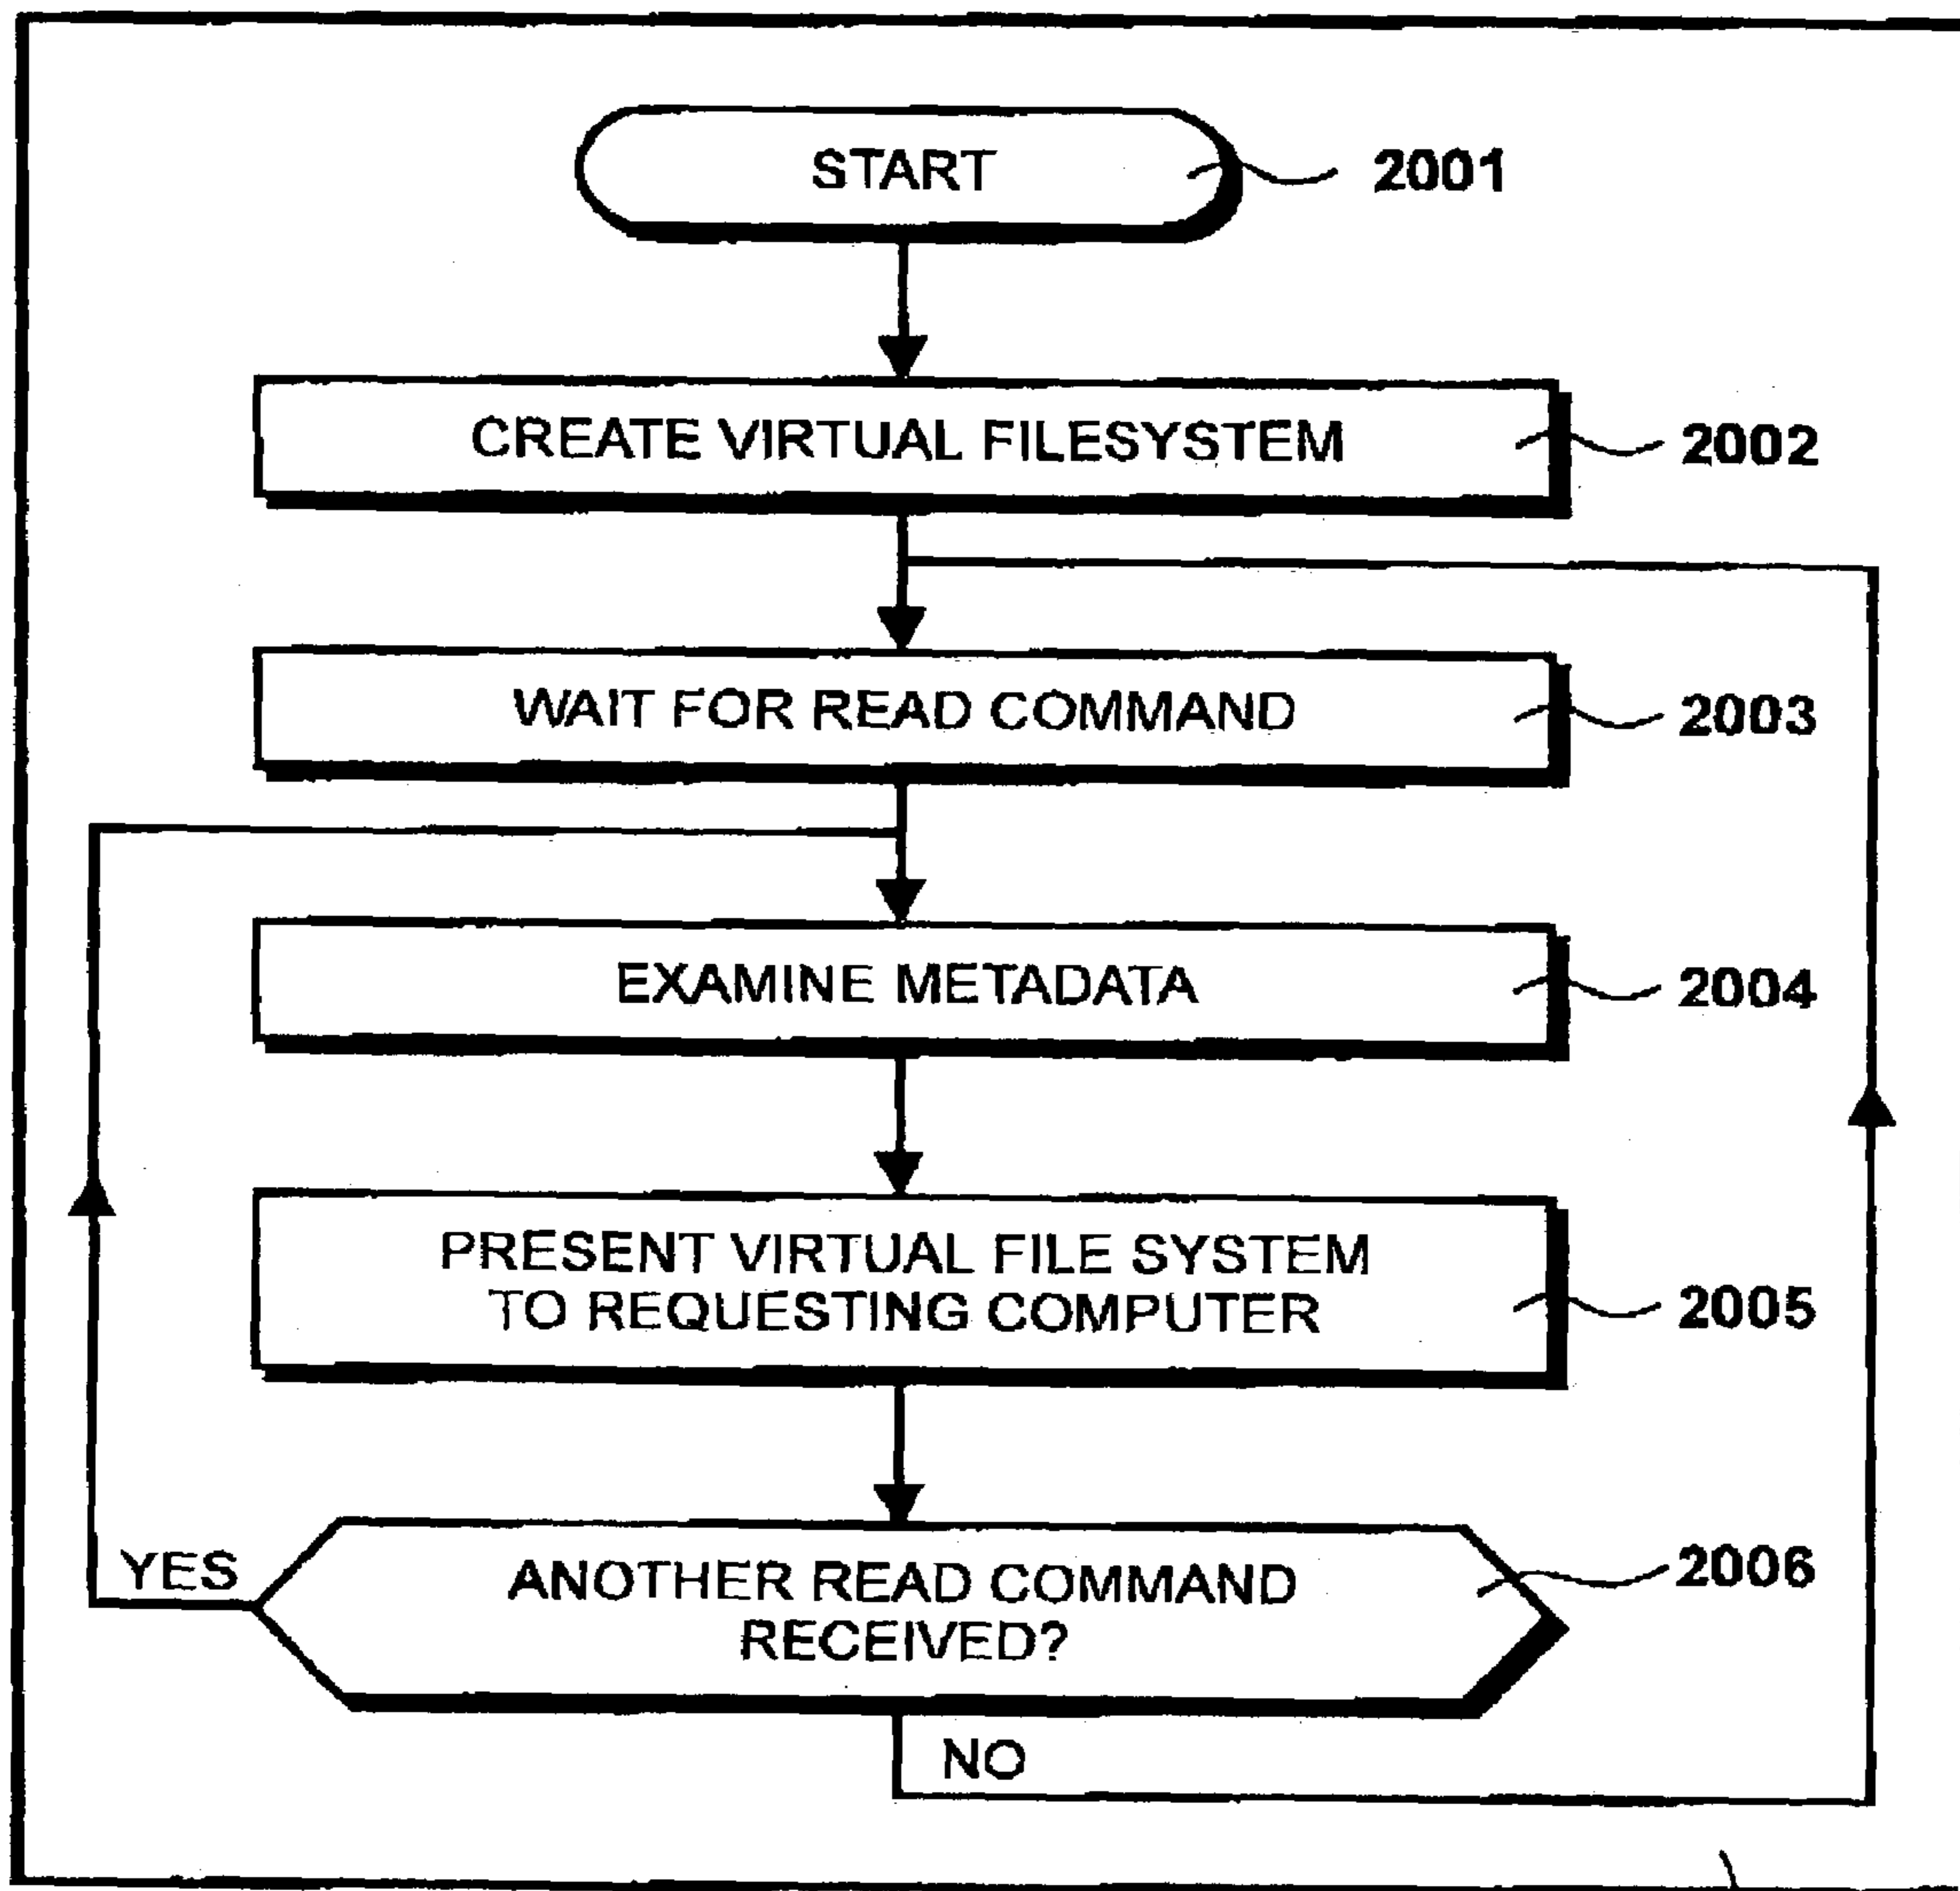 START
2001
CREATE VIRTUAL FILESYSTEM
2002
WAIT FOR READ COMMAND
2003
EXAMINE METADATA
2004
PRESENT VIRTUAL FILE SYSTEM
TO REQUESTING COMPUTER
2005
YES
ANOTHER READ COMMAND
RECEIVED?
2006
NO